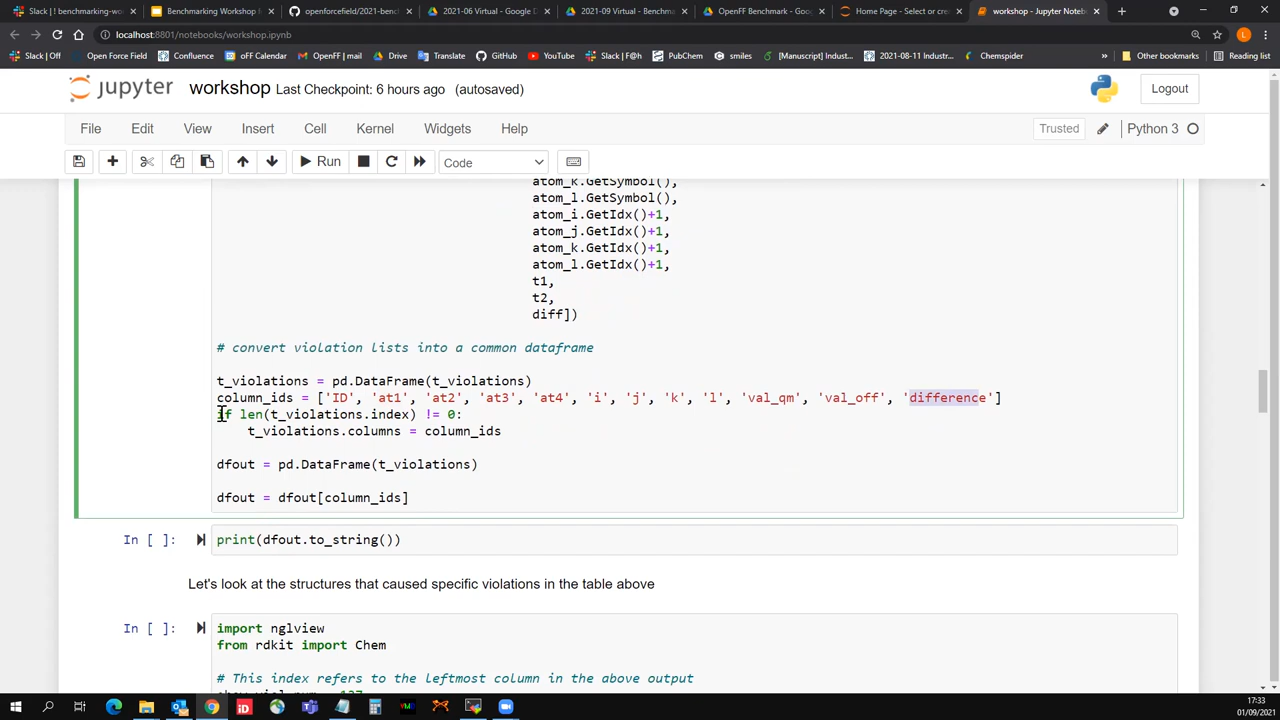 Slack | ! benchmarking-wor
Benchmarking Workshop S
openforcefield/2021-bench
2021-06 Virtual - Google D
2021-09 Virtual - Benchma
OpenFF Benchmark - Goog
Home Page - Select or cre
workshop - Jupyter Noteb
localhost:8801/notebooks/workshop.ipynb
Slack | Off
Open Force Field
Confluence
oFF Calendar
OpenFF | mail
Drive
Translate
GitHub
YouTube
Slack | F@h
PubChem
smiles
[Manuscript] Indust...
2021-08-11 Industr...
Chemspider
»
Other bookmarks
Reading list
jupyter workshop Last Checkpoint: 6 hours ago (autosaved)
Logout
File Edit View Insert Cell Kernel Widgets Help
Trusted
Python 3
Run
Code
atom_k.GetSymbol(),
atom_l.GetSymbol(),
atom_i.GetIdx()+1,
atom_j.GetIdx()+1,
atom_k.GetIdx()+1,
atom_l.GetIdx()+1,
t1,
t2,
diff])
# convert violation lists into a common dataframe
t_violations = pd.DataFrame(t_violations)
column_ids = ['ID', 'at1', 'at2', 'at3', 'at4', 'i', 'j', 'k', 'l', 'val_qm', 'val_off', 'difference']
if len(t_violations.index) != 0:
t_violations.columns = column_ids
dfout = pd.DataFrame(t_violations)
dfout = dfout[column_ids]
In [ ]: print(dfout.to_string())
Let's look at the structures that caused specific violations in the table above
In [ ]: import nglview
from rdkit import Chem
# This index refers to the leftmost column in the above output
17:33
01/09/2021